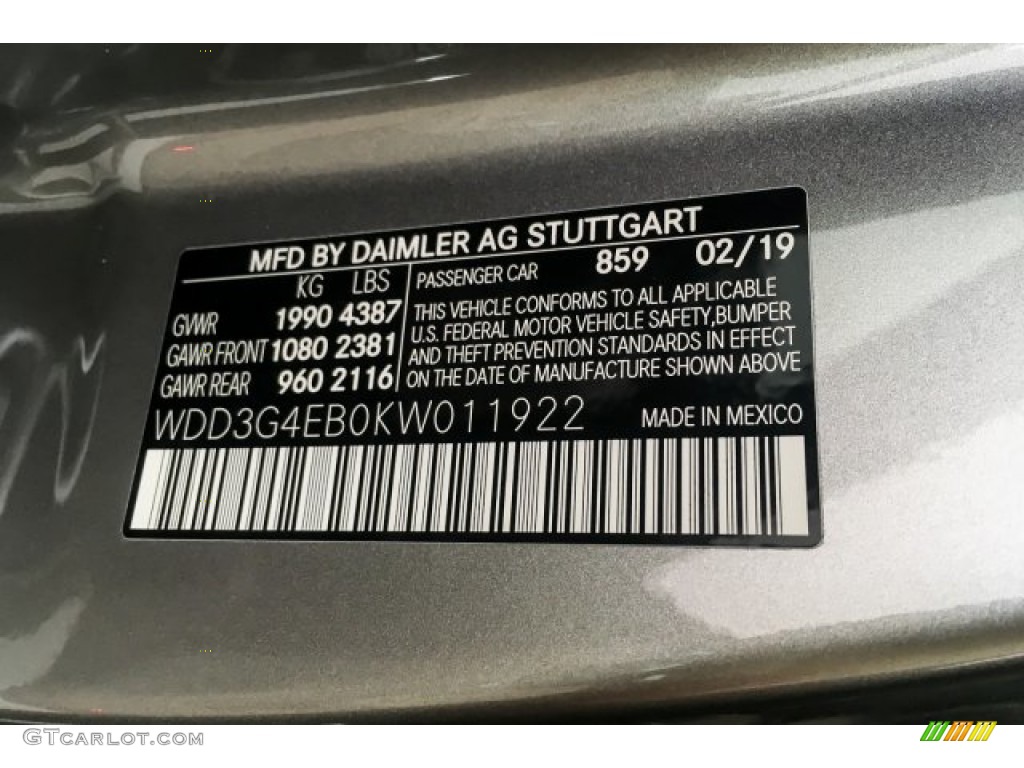 MFD BY DAIMLER AG STUTTGART
KG LBS
GVWR 1990 4387
GAWR FRONT 1080 2381
GAWR REAR 960 2116
PASSENGER CAR 859 02/19
THIS VEHICLE CONFORMS TO ALL APPLICABLE
U.S. FEDERAL MOTOR VEHICLE SAFETY,BUMPER
AND THEFT PREVENTION STANDARDS IN EFFECT
ON THE DATE OF MANUFACTURE SHOWN ABOVE
WDD3G4EB0KW011922 MADE IN MEXICO
GTCarlot.com